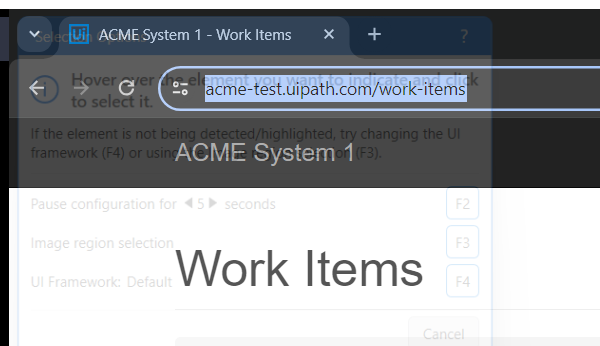 Selection Options ?
ACME System 1 - Work Items
Hover over the element you want to indicate and click
to select it.
acme-test.uipath.com/work-items
If the element is not being detected/highlighted, try changing the UI
framework (F4) or using
(F3).
ACME System 1
Pause configuration for 5 seconds F2
Image region selection F3
Work Items
UI Framework: Default F4
Cancel